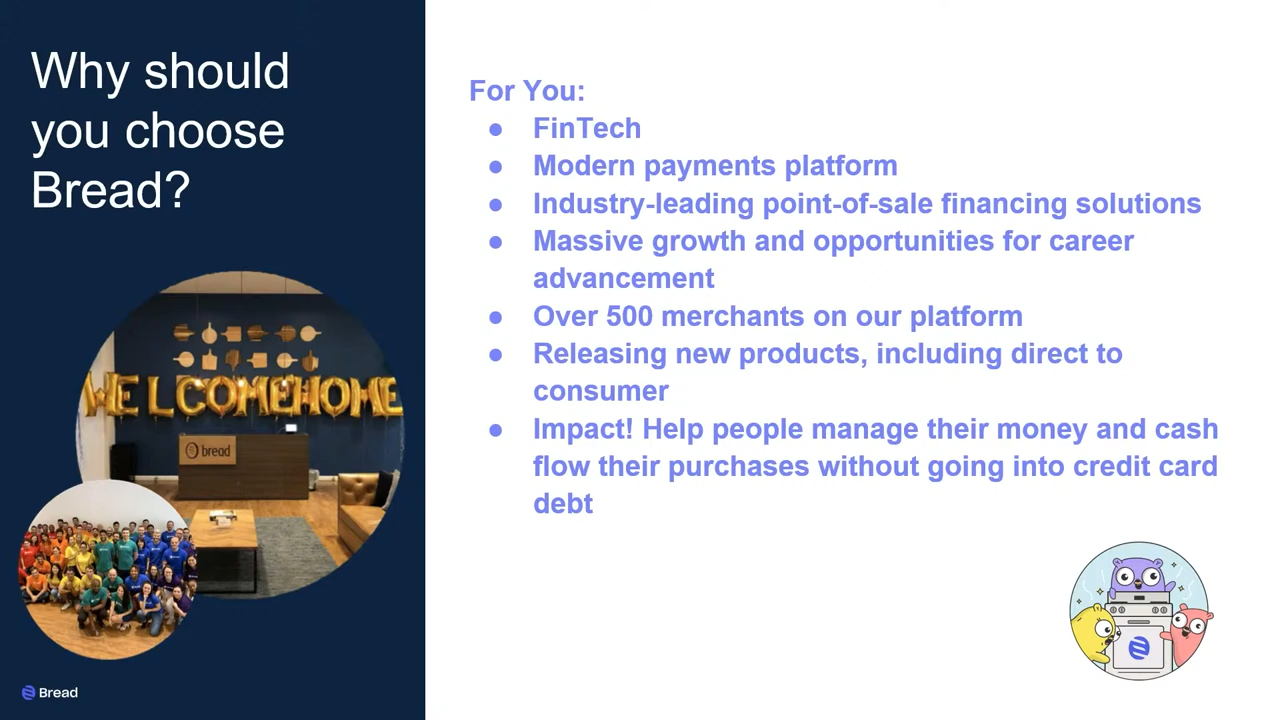 Why should
you choose
Bread?
For You:
● FinTech
● Modern payments platform
● Industry-leading point-of-sale financing solutions
● Massive growth and opportunities for career
advancement
● Over 500 merchants on our platform
● Releasing new products, including direct to
consumer
● Impact! Help people manage their money and cash
flow their purchases without going into credit card
debt
WELCOMEHOME
bread
Bread